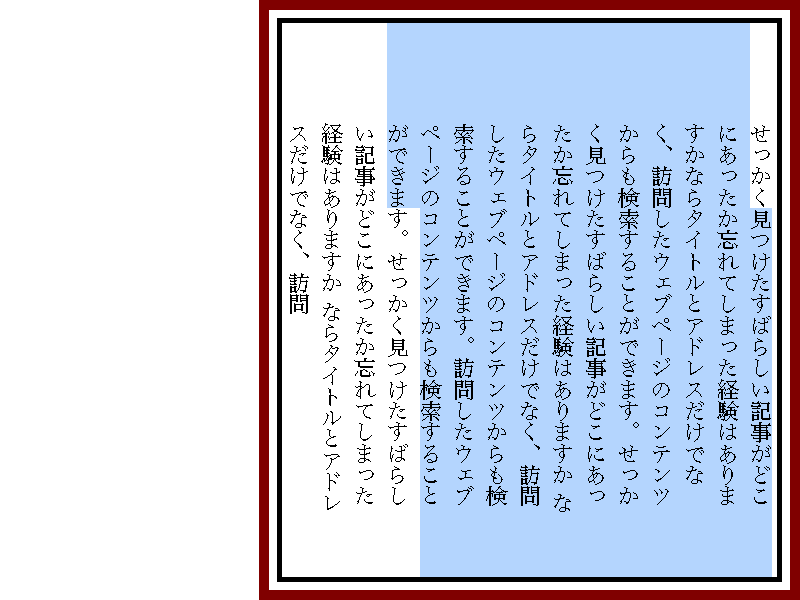 せっかく見つけたすばらしい記事がどこ
にあったか忘れてしまった経験はありま
すかならタイトルとアドレスだけでな
く、訪問したウェブページのコンテンツ
からも検索することができます。せっか
く見つけたすばらしい記事がどこにあっ
たか忘れてしまった経験はありますか な
らタイトルとアドレスだけでなく、訪問
したウェブページのコンテンツからも検
索することができます。訪問したウェブ
ページのコンテンツからも検索すること
ができます。せっかく見つけたすばらし
い記事がどこにあったか忘れてしまった
経験はありますか ならタイトルとアドレ
スだけでなく、訪問